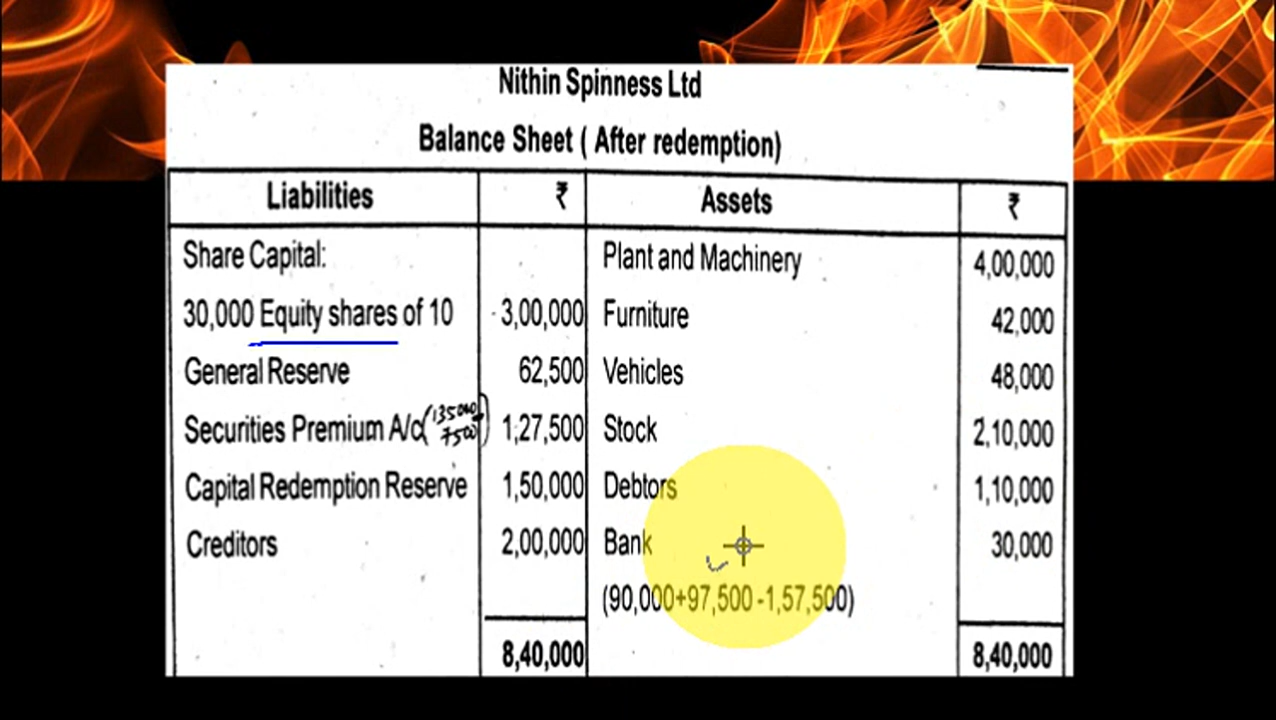 Nithin Spinness Ltd
Balance Sheet ( After redemption)
Liabilities ₹ Assets ₹
Share Capital: Plant and Machinery 4,00,000
30,000 Equity shares of 10 3,00,000 Furniture 42,000
General Reserve 62,500 Vehicles 48,000
Securities Premium A/c (135000 7500) 1,27,500 Stock 2,10,000
Capital Redemption Reserve 1,50,000 Debtors 1,10,000
Creditors 2,00,000 Bank 30,000
(90,000+97,500 -1,57,500)
8,40,000 8,40,000